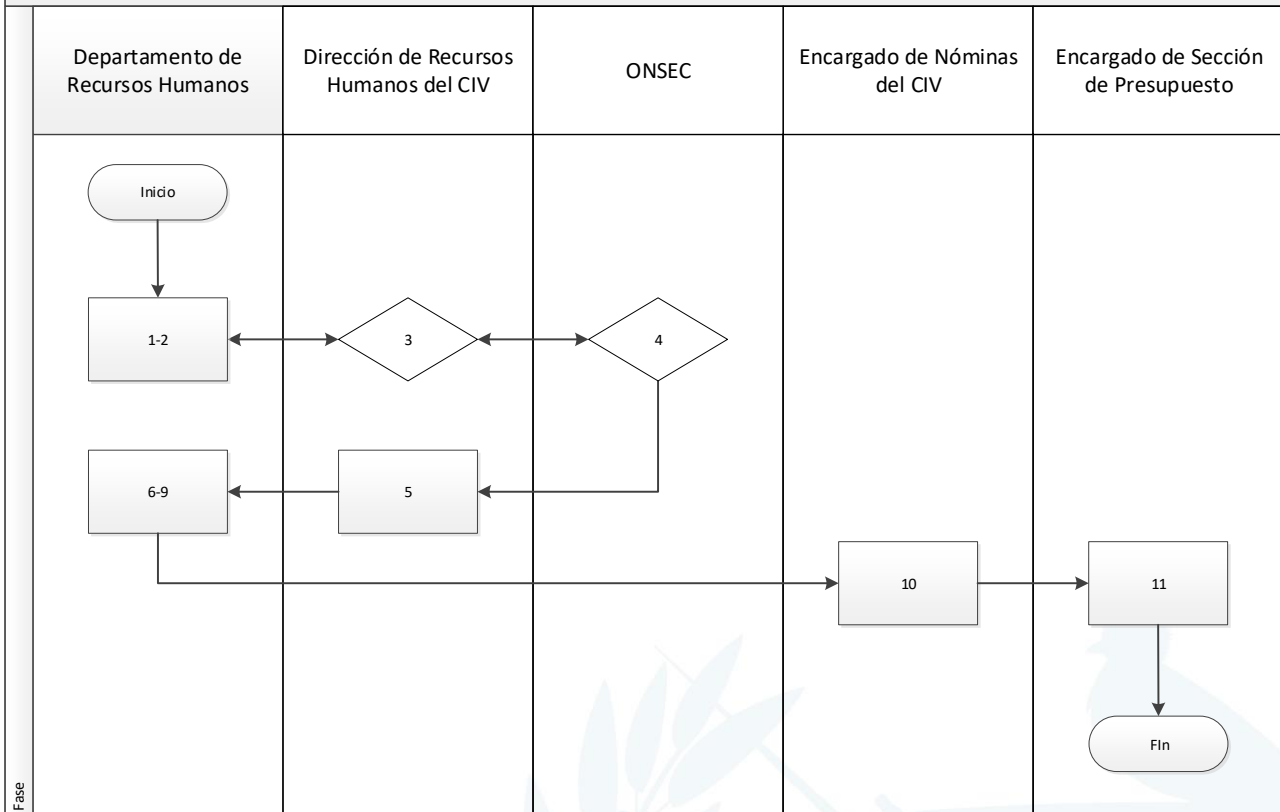 Departamento de
Recursos Humanos
Dirección de Recursos
Humanos del CIV
ONSEC
Encargado de Nóminas
del CIV
Encargado de Sección
de Presupuesto
Inicio
1-2
3
4
6-9
5
10
11
FIn
Fase